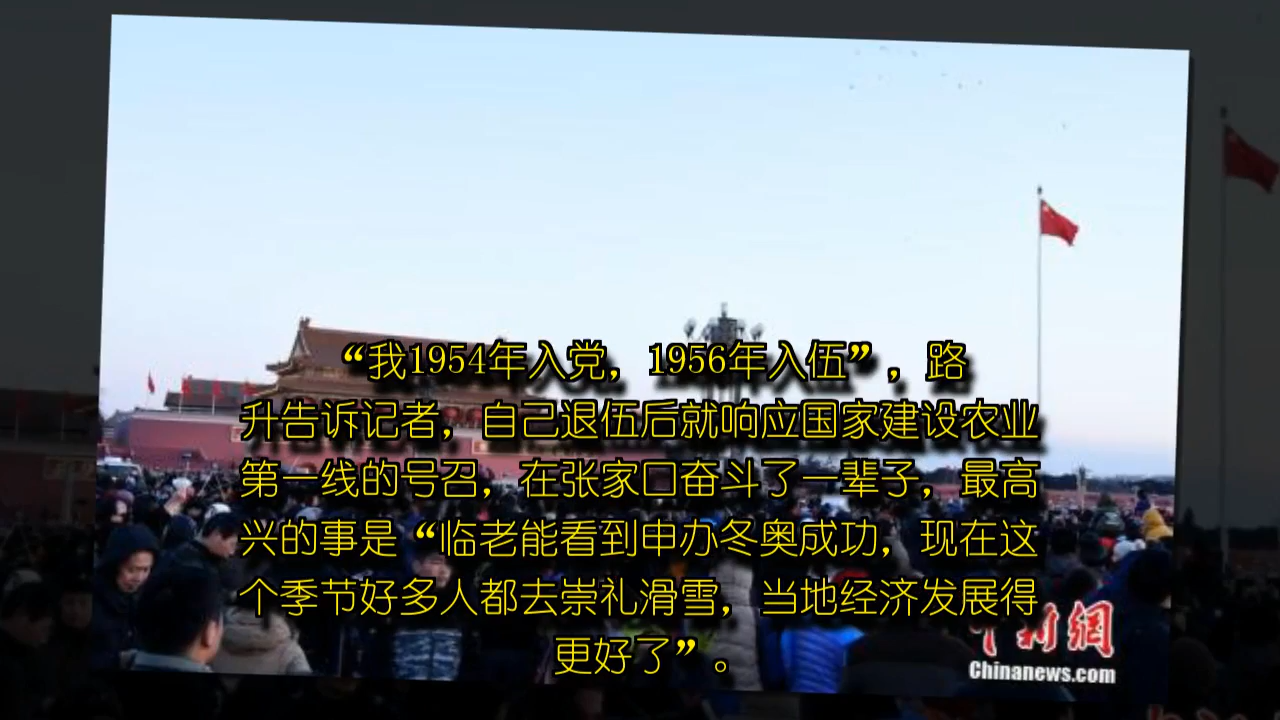 “我1954年入党，1956年入伍”，路
升告诉记者，自己退伍后就响应国家建设农业
第一线的号召，在张家口奋斗了一辈子，最高
兴的事是“临老能看到申办冬奥成功，现在这
个季节好多人都去崇礼滑雪，当地经济发展得
更好了”。
中新網
Chinanews.com